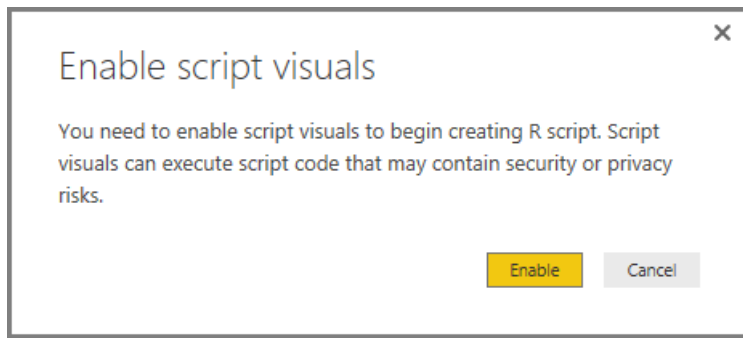 Enable script visuals
You need to enable script visuals to begin creating R script. Script
visuals can execute script code that may contain security or privacy
risks.
Enable
Cancel